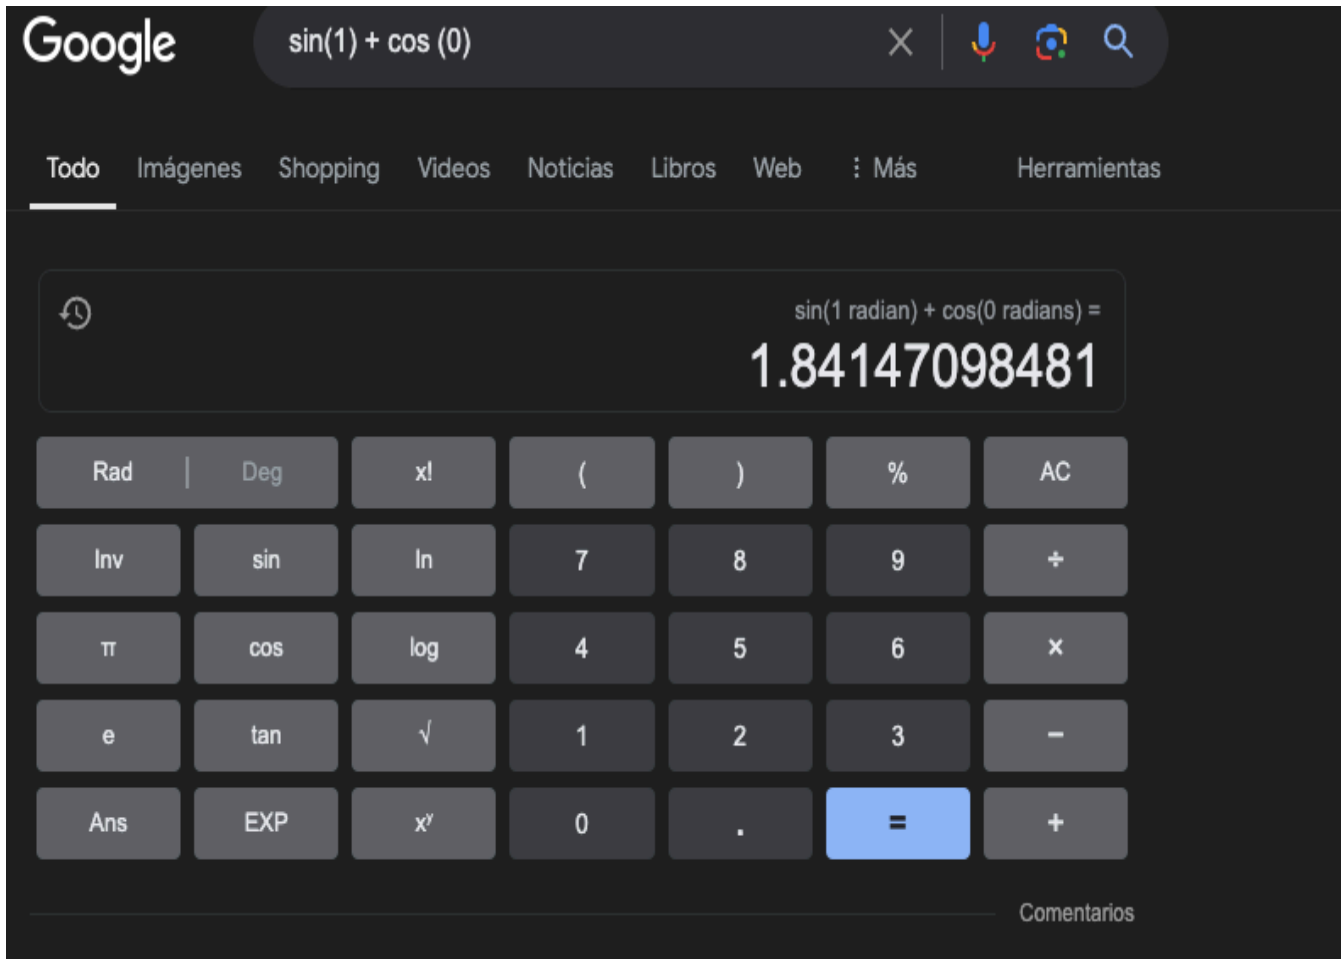 Google sin(1) + cos (0)
Todo Imágenes Shopping Videos Noticias Libros Web ⋮ Más Herramientas
sin(1 radian) + cos(0 radians) =
1.84147098481
Rad | Deg x! ( ) % AC
Inv sin ln 7 8 9 ÷
π cos log 4 5 6 ×
e tan √ 1 2 3 −
Ans EXP xʸ 0 . = +
Comentarios